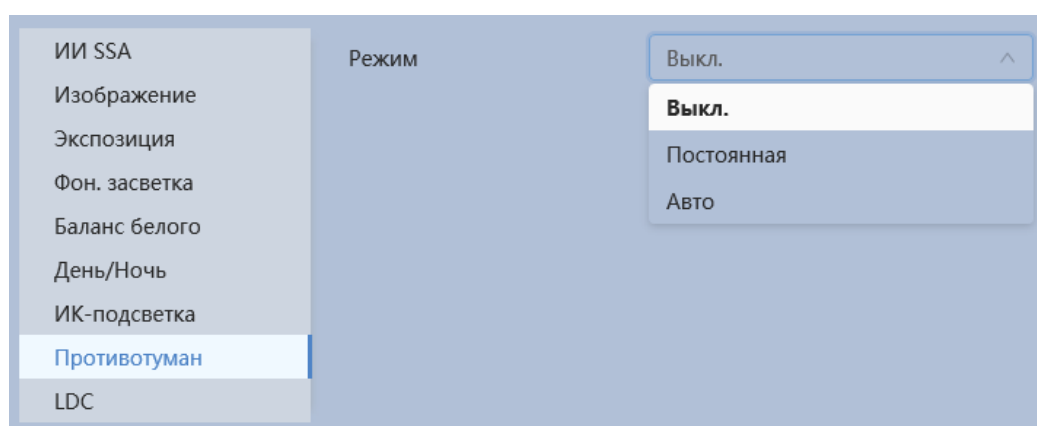 ИИ SSA
Изображение
Экспозиция
Фон. засветка
Баланс белого
День/Ночь
ИК-подсветка
Противотуман
LDC
Режим
Выкл.
Выкл.
Постоянная
Авто